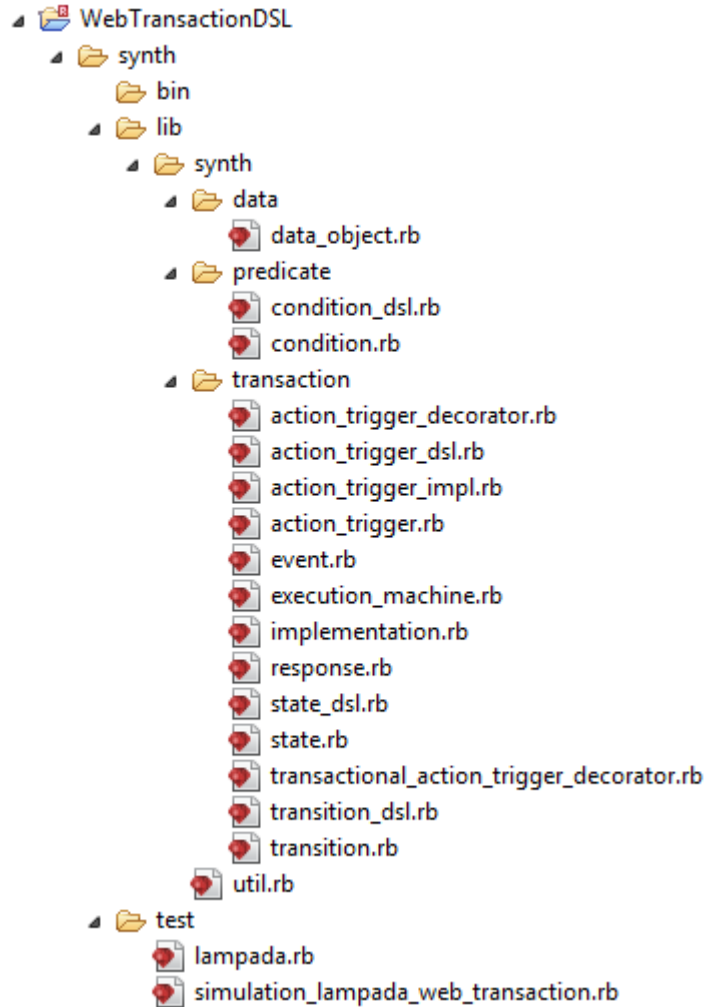 WebTransactionDSL
synth
bin
lib
synth
data
data_object.rb
predicate
condition_dsl.rb
condition.rb
transaction
action_trigger_decorator.rb
action_trigger_dsl.rb
action_trigger_impl.rb
action_trigger.rb
event.rb
execution_machine.rb
implementation.rb
response.rb
state_dsl.rb
state.rb
transactional_action_trigger_decorator.rb
transition_dsl.rb
transition.rb
util.rb
test
lampada.rb
simulation_lampada_web_transaction.rb